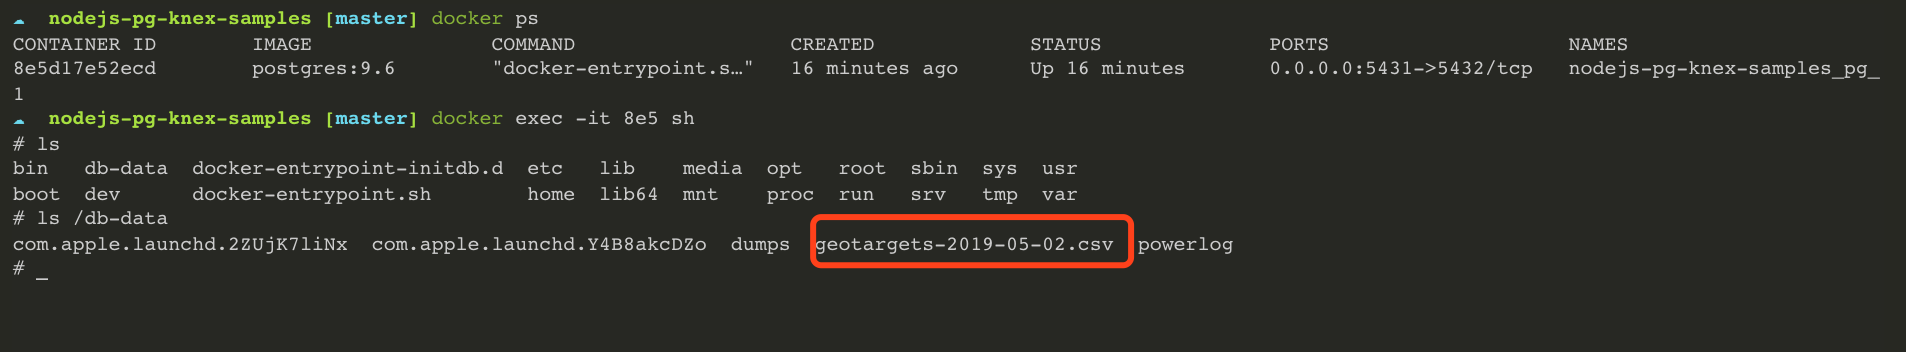 nodejs-pg-knex-samples [master] docker ps
CONTAINER ID IMAGE COMMAND CREATED STATUS PORTS NAMES
8e5d17e52ecd postgres:9.6 "docker-entrypoint.s…" 16 minutes ago Up 16 minutes 0.0.0.0:5431->5432/tcp nodejs-pg-knex-samples_pg_
1
nodejs-pg-knex-samples [master] docker exec -it 8e5 sh
# ls
bin db-data docker-entrypoint-initdb.d etc lib media opt root sbin sys usr
boot dev docker-entrypoint.sh home lib64 mnt proc run srv tmp var
# ls /db-data
com.apple.launchd.2ZUjK7liNx com.apple.launchd.Y4B8akcDZo dumps geotargets-2019-05-02.csv powerlog
# _